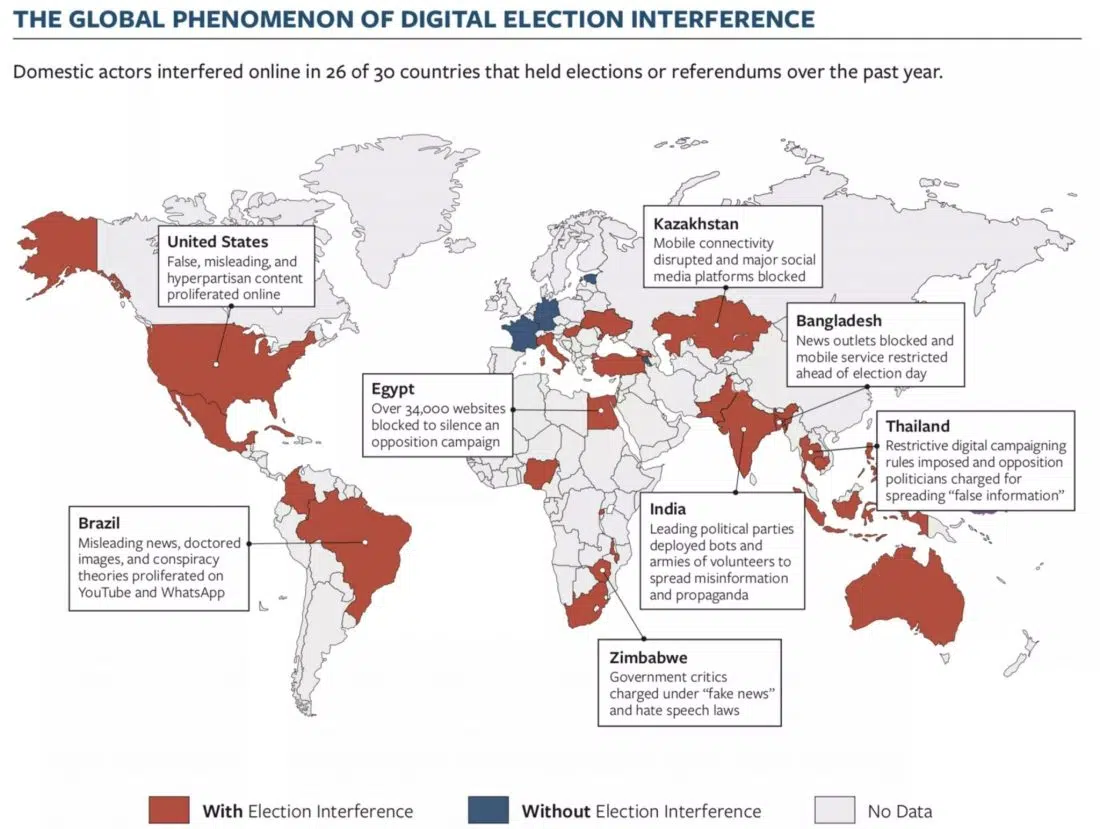 THE GLOBAL PHENOMENON OF DIGITAL ELECTION INTERFERENCE
Domestic actors interfered online in 26 of 30 countries that held elections or referendums over the past year.
United States
False, misleading, and
hyperpartisan content
proliferated online
Kazakhstan
Mobile connectivity
disrupted and major social
media platforms blocked
Bangladesh
News outlets blocked and
mobile service restricted
ahead of election day
Egypt
Over 34,000 websites
blocked to silence an
opposition campaign
Thailand
Restrictive digital campaigning
rules imposed and opposition
politicians charged for
spreading “false information”
India
Leading political parties
deployed bots and
armies of volunteers to
spread misinformation
and propaganda
Brazil
Misleading news, doctored
images, and conspiracy
theories proliferated on
YouTube and WhatsApp
Zimbabwe
Government critics
charged under “fake news”
and hate speech laws
With Election Interference
Without Election Interference
No Data